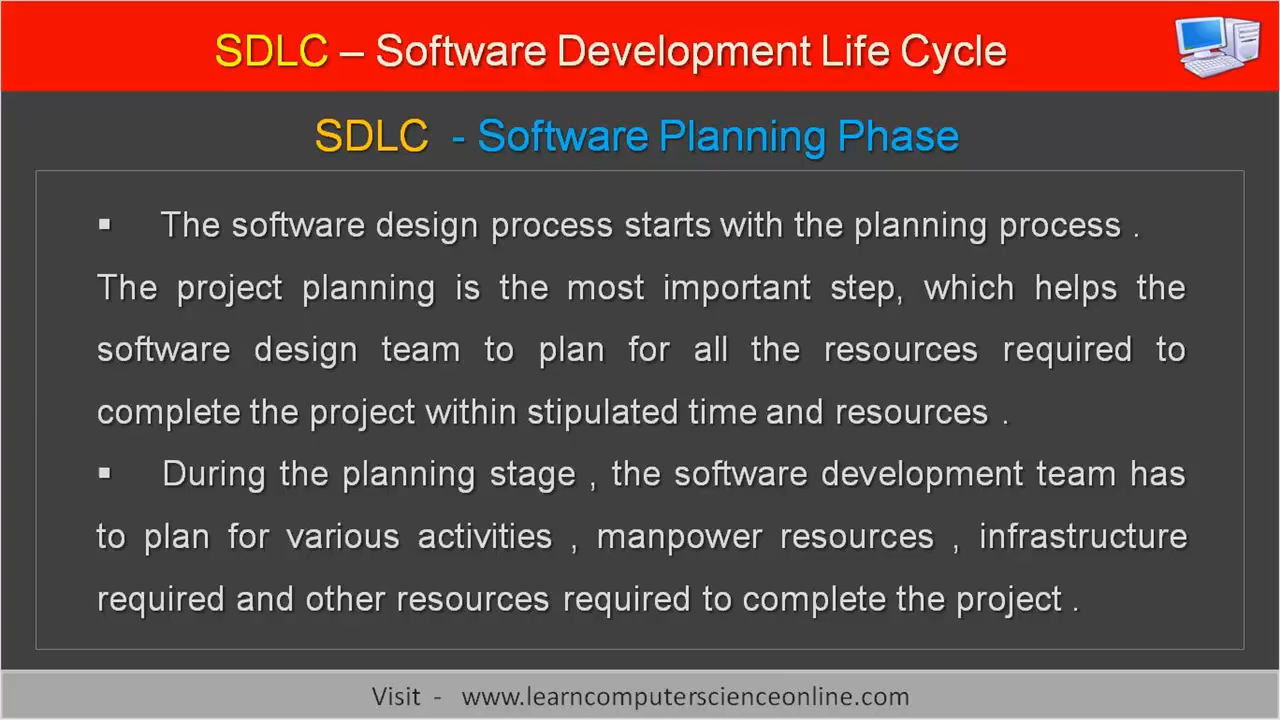 SDLC – Software Development Life Cycle
SDLC - Software Planning Phase
▪ The software design process starts with the planning process .
The project planning is the most important step, which helps the
software design team to plan for all the resources required to
complete the project within stipulated time and resources .
▪ During the planning stage , the software development team has
to plan for various activities , manpower resources , infrastructure
required and other resources required to complete the project .
Visit - www.learncomputerscienceonline.com